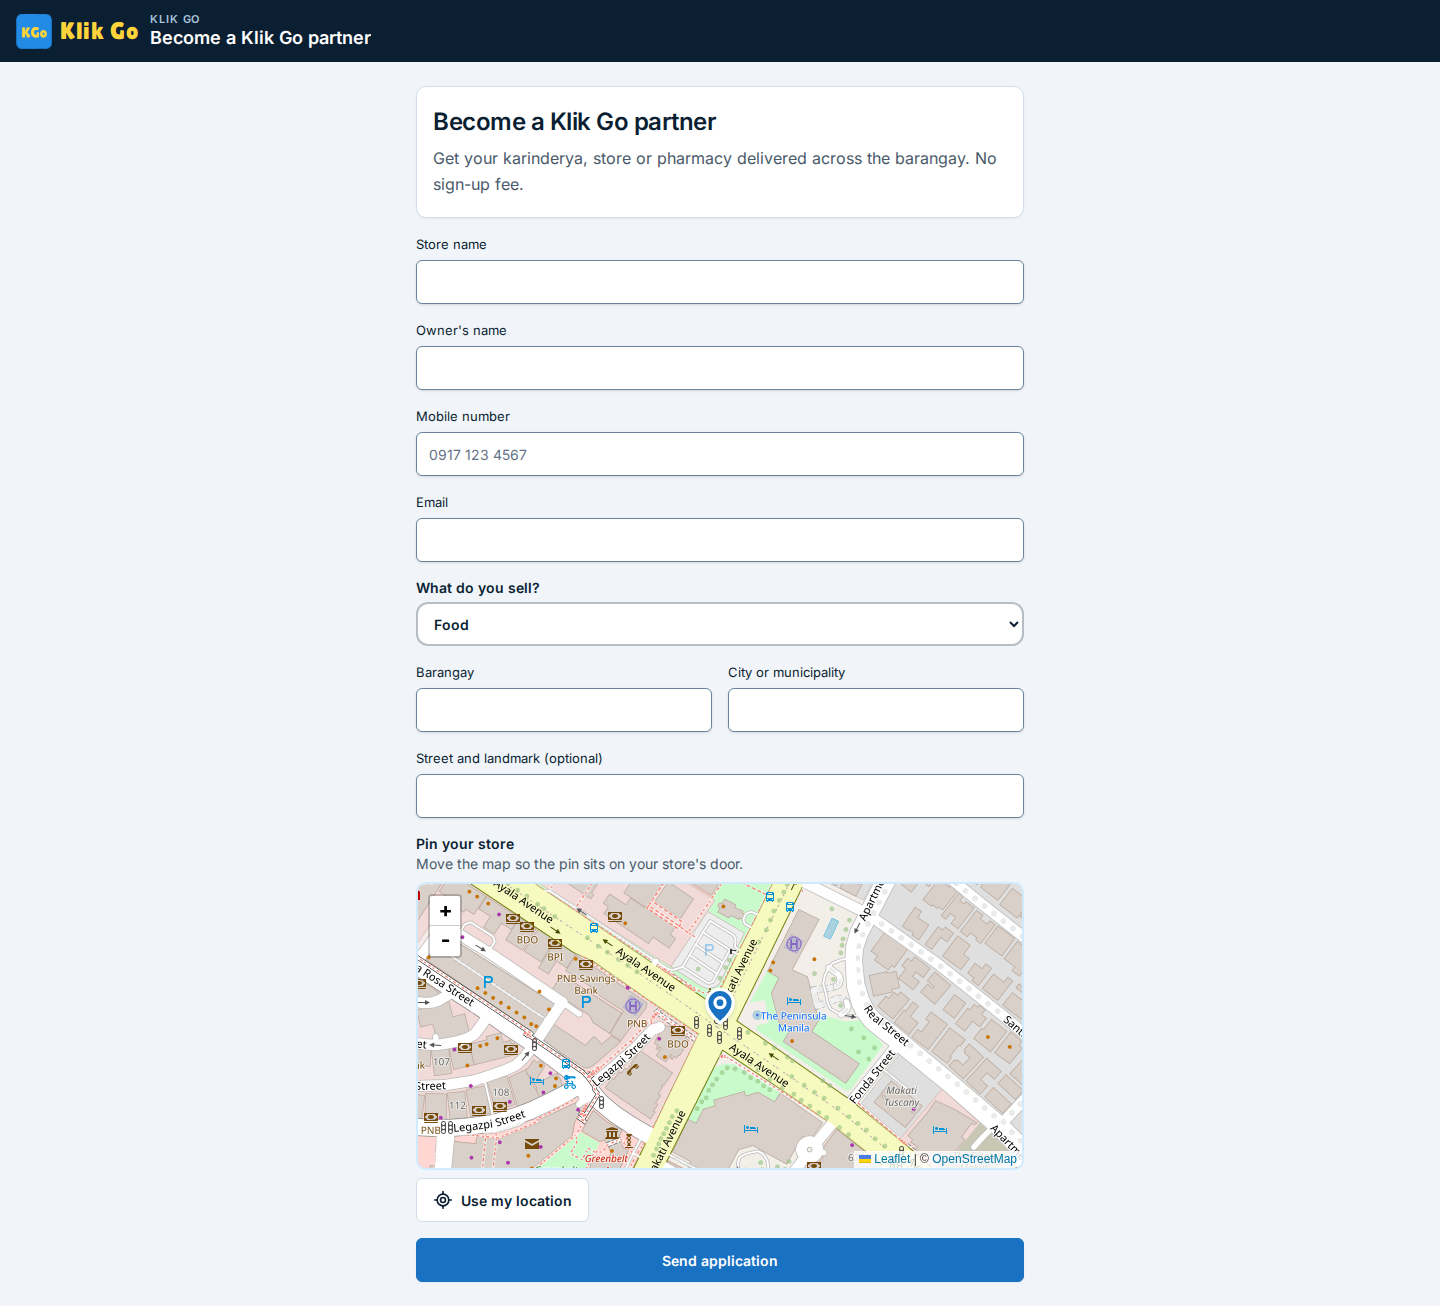 KGo
Klik Go
KLIK GO
Become a Klik Go partner
Become a Klik Go partner
Get your karinderya, store or pharmacy delivered across the barangay. No
sign-up fee.
Store name
Owner's name
Mobile number
0917 123 4567
Email
What do you sell?
Food
Barangay
City or municipality
Street and landmark (optional)
Pin your store
Move the map so the pin sits on your store's door.
+
-
Ayala Avenue
BDO
BPI
Ayala Avenue
PNB Savings
Bank
P
P
P
H
H
PNB
BDO
The Peninsula
Manila
Real Street
Ayala Avenue
Fonda Street
Legazpi Street
107
108
112
Street
PNB
Legazpi Street
Makati
Tuscany
Greenbelt
Leaflet | © OpenStreetMap
Use my location
Send application